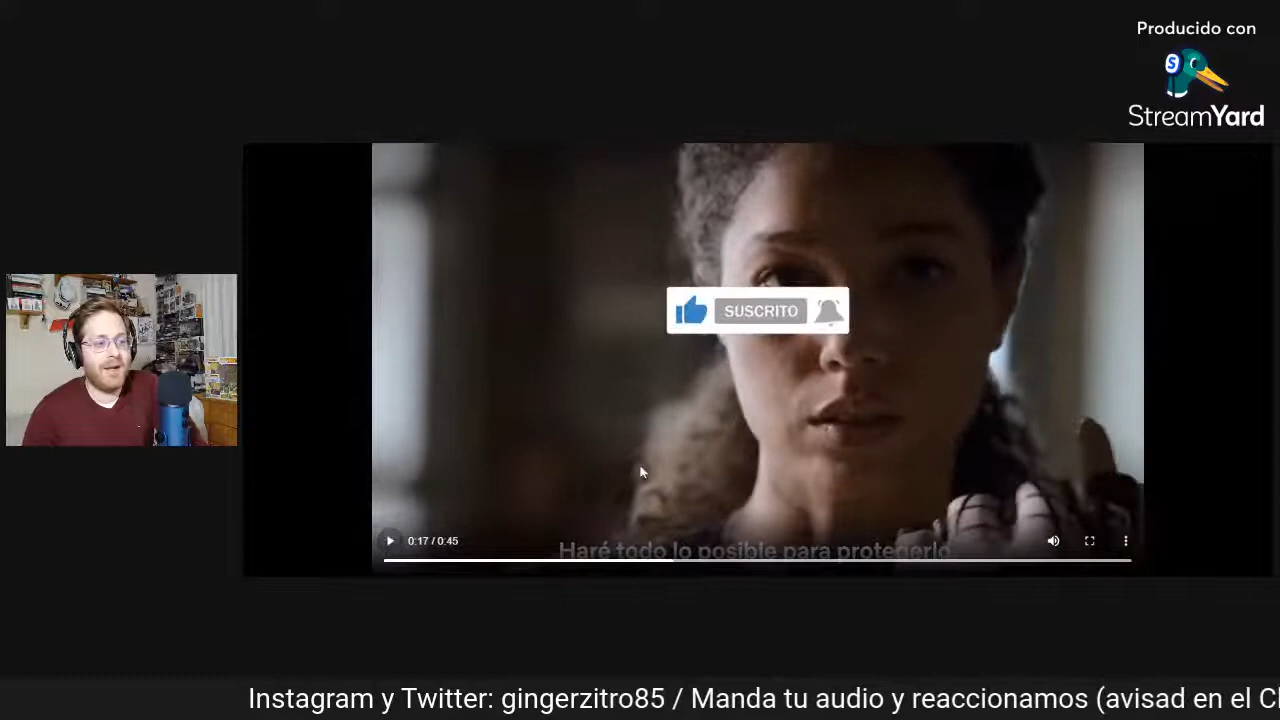 Producido con
S
StreamYard
SUSCRITO
0:17 / 0:45
Haré todo lo posible para protegerlo
Instagram y Twitter: gingerzitro85 / Manda tu audio y reaccionamos (avisad en el